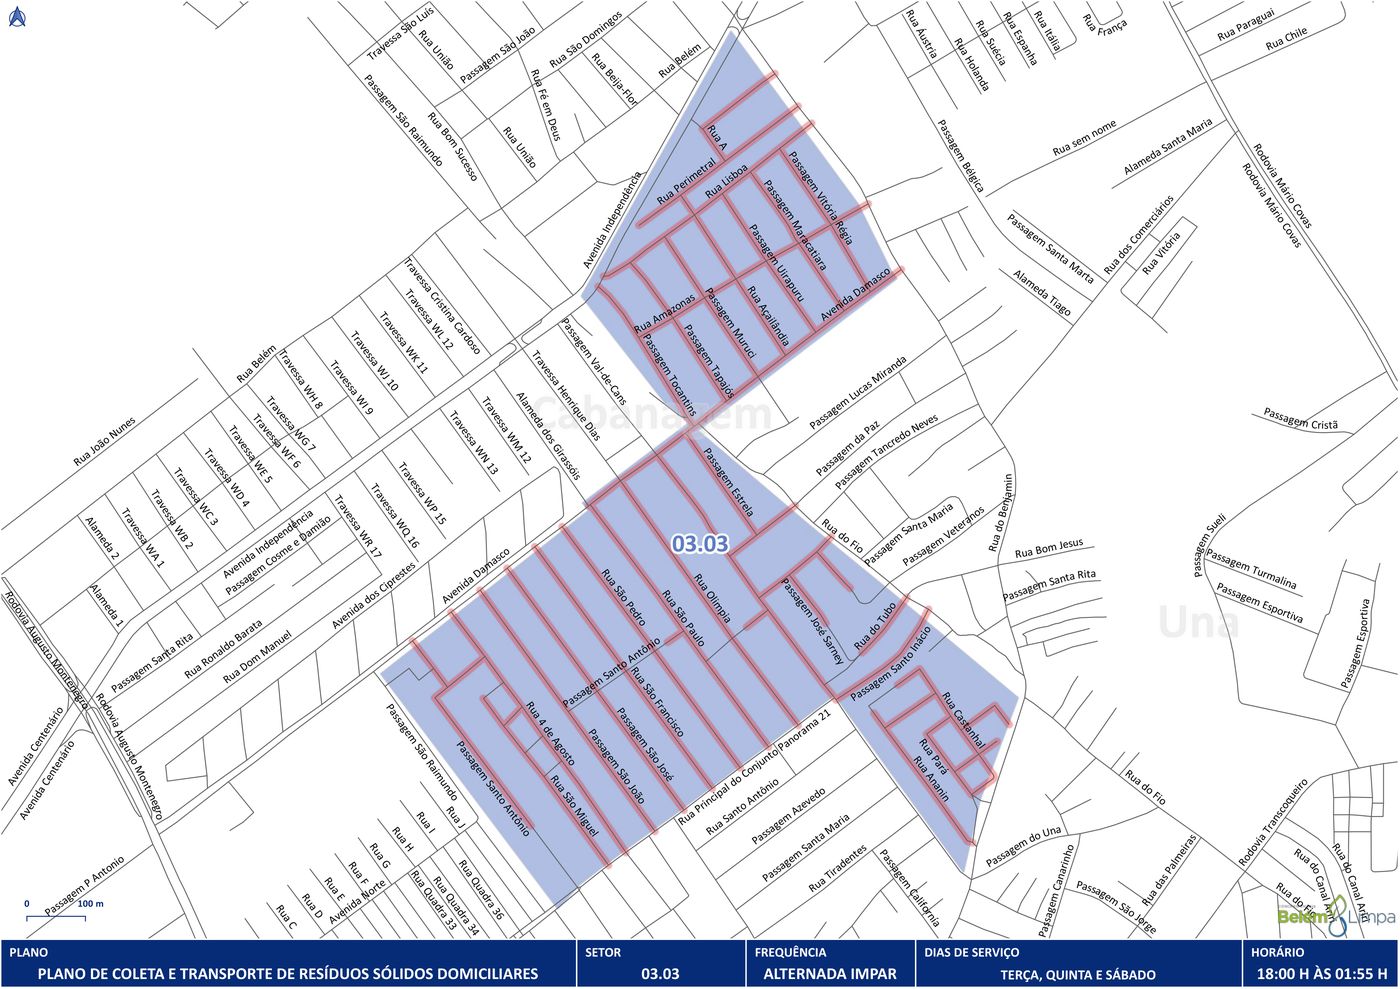 Travessa São Luís
Rua União
Passagem São João
Rua São Domingos
Rua Belém
Rua Beija-Flor
Rua Fé em Deus
Passagem São Raimundo
Rua Bom Sucesso
Rua União
Rua Áustria
Rua Holanda
Rua Suécia
Rua Espanha
Rua Itália
Rua França
Rua Paraguai
Rua Chile
Passagem Bélgica
Rua sem nome
Alameda Santa Maria
Rodovia Mário Covas
Rodovia Mário Covas
Rua A
Rua Perimetral
Rua Lisboa
Passagem Vitória Régia
Passagem Maracatiara
Passagem Uirapuru
Avenida Independência
Rua Amazonas
Passagem Muruci
Rua Açailândia
Avenida Damasco
Passagem Tocantins
Passagem Tapajós
Passagem Santa Marta
Alameda Tiago
Rua dos Comerciários
Rua Vitória
Travessa Cristina Cardoso
Travessa WL 12
Travessa WK 11
Travessa WJ 10
Travessa WI 9
Travessa WH 8
Travessa WG 7
Travessa WF 6
Travessa WE 5
Travessa WD 4
Travessa WC 3
Travessa WB 2
Travessa WA 1
Alameda 2
Alameda 1
Rua Belém
Rua João Nunes
Passagem Val-de-Cans
Travessa Henrique Dias
Alameda dos Girassóis
Travessa WM 12
Travessa WN 13
Travessa WP 15
Travessa WQ 16
Travessa WR 17
Cabanagem
Passagem Lucas Miranda
Passagem da Paz
Passagem Tancredo Neves
Passagem Cristã
Avenida Independência
Passagem Cosme e Damião
Avenida dos Ciprestes
Avenida Damasco
Passagem Santa Rita
Rua Ronaldo Barata
Rua Dom Manuel
Rodovia Augusto Montenegro
Rodovia Augusto Montenegro
Avenida Centenário
Avenida Centenário
Passagem Estrela
03.03
Rua do Fio
Passagem Santa Maria
Passagem Veteranos
Rua do Benjamin
Rua Bom Jesus
Passagem Santa Rita
Passagem Sueli
Passagem Turmalina
Passagem Esportiva
Passagem Esportiva
Una
Rua São Pedro
Rua São Paulo
Rua Olimpia
Passagem José Sarney
Rua do Tubo
Passagem Santo Inácio
Passagem Santo Antônio
Rua São Francisco
Passagem São José
Passagem São João
Rua 4 de Agosto
Rua São Miguel
Passagem Santo Antônio
Passagem São Raimundo
Rua Castanhal
Rua Pará
Rua Ananin
Rua Principal do Conjunto Panorama 21
Rua Santo Antônio
Passagem Azevedo
Passagem Santa Maria
Rua Tiradentes
Passagem Califórnia
Passagem do Una
Passagem Canarinho
Passagem São Jorge
Rua das Palmeiras
Rua do Fio
Rodovia Transcoqueiro
Rua do Canal A
Rua do Canal A
Rua do Fi
Rua J
Rua I
Rua H
Rua G
Rua F
Rua E
Rua D
Rua C
Avenida Norte
Rua Quadra 33
Rua Quadra 34
Rua Quadra 36
Passagem P Antonio
0 100 m
Belém Limpa
PLANO
PLANO DE COLETA E TRANSPORTE DE RESÍDUOS SÓLIDOS DOMICILIARES
SETOR
03.03
FREQUÊNCIA
ALTERNADA IMPAR
DIAS DE SERVIÇO
TERÇA, QUINTA E SÁBADO
HORÁRIO
18:00 H ÀS 01:55 H